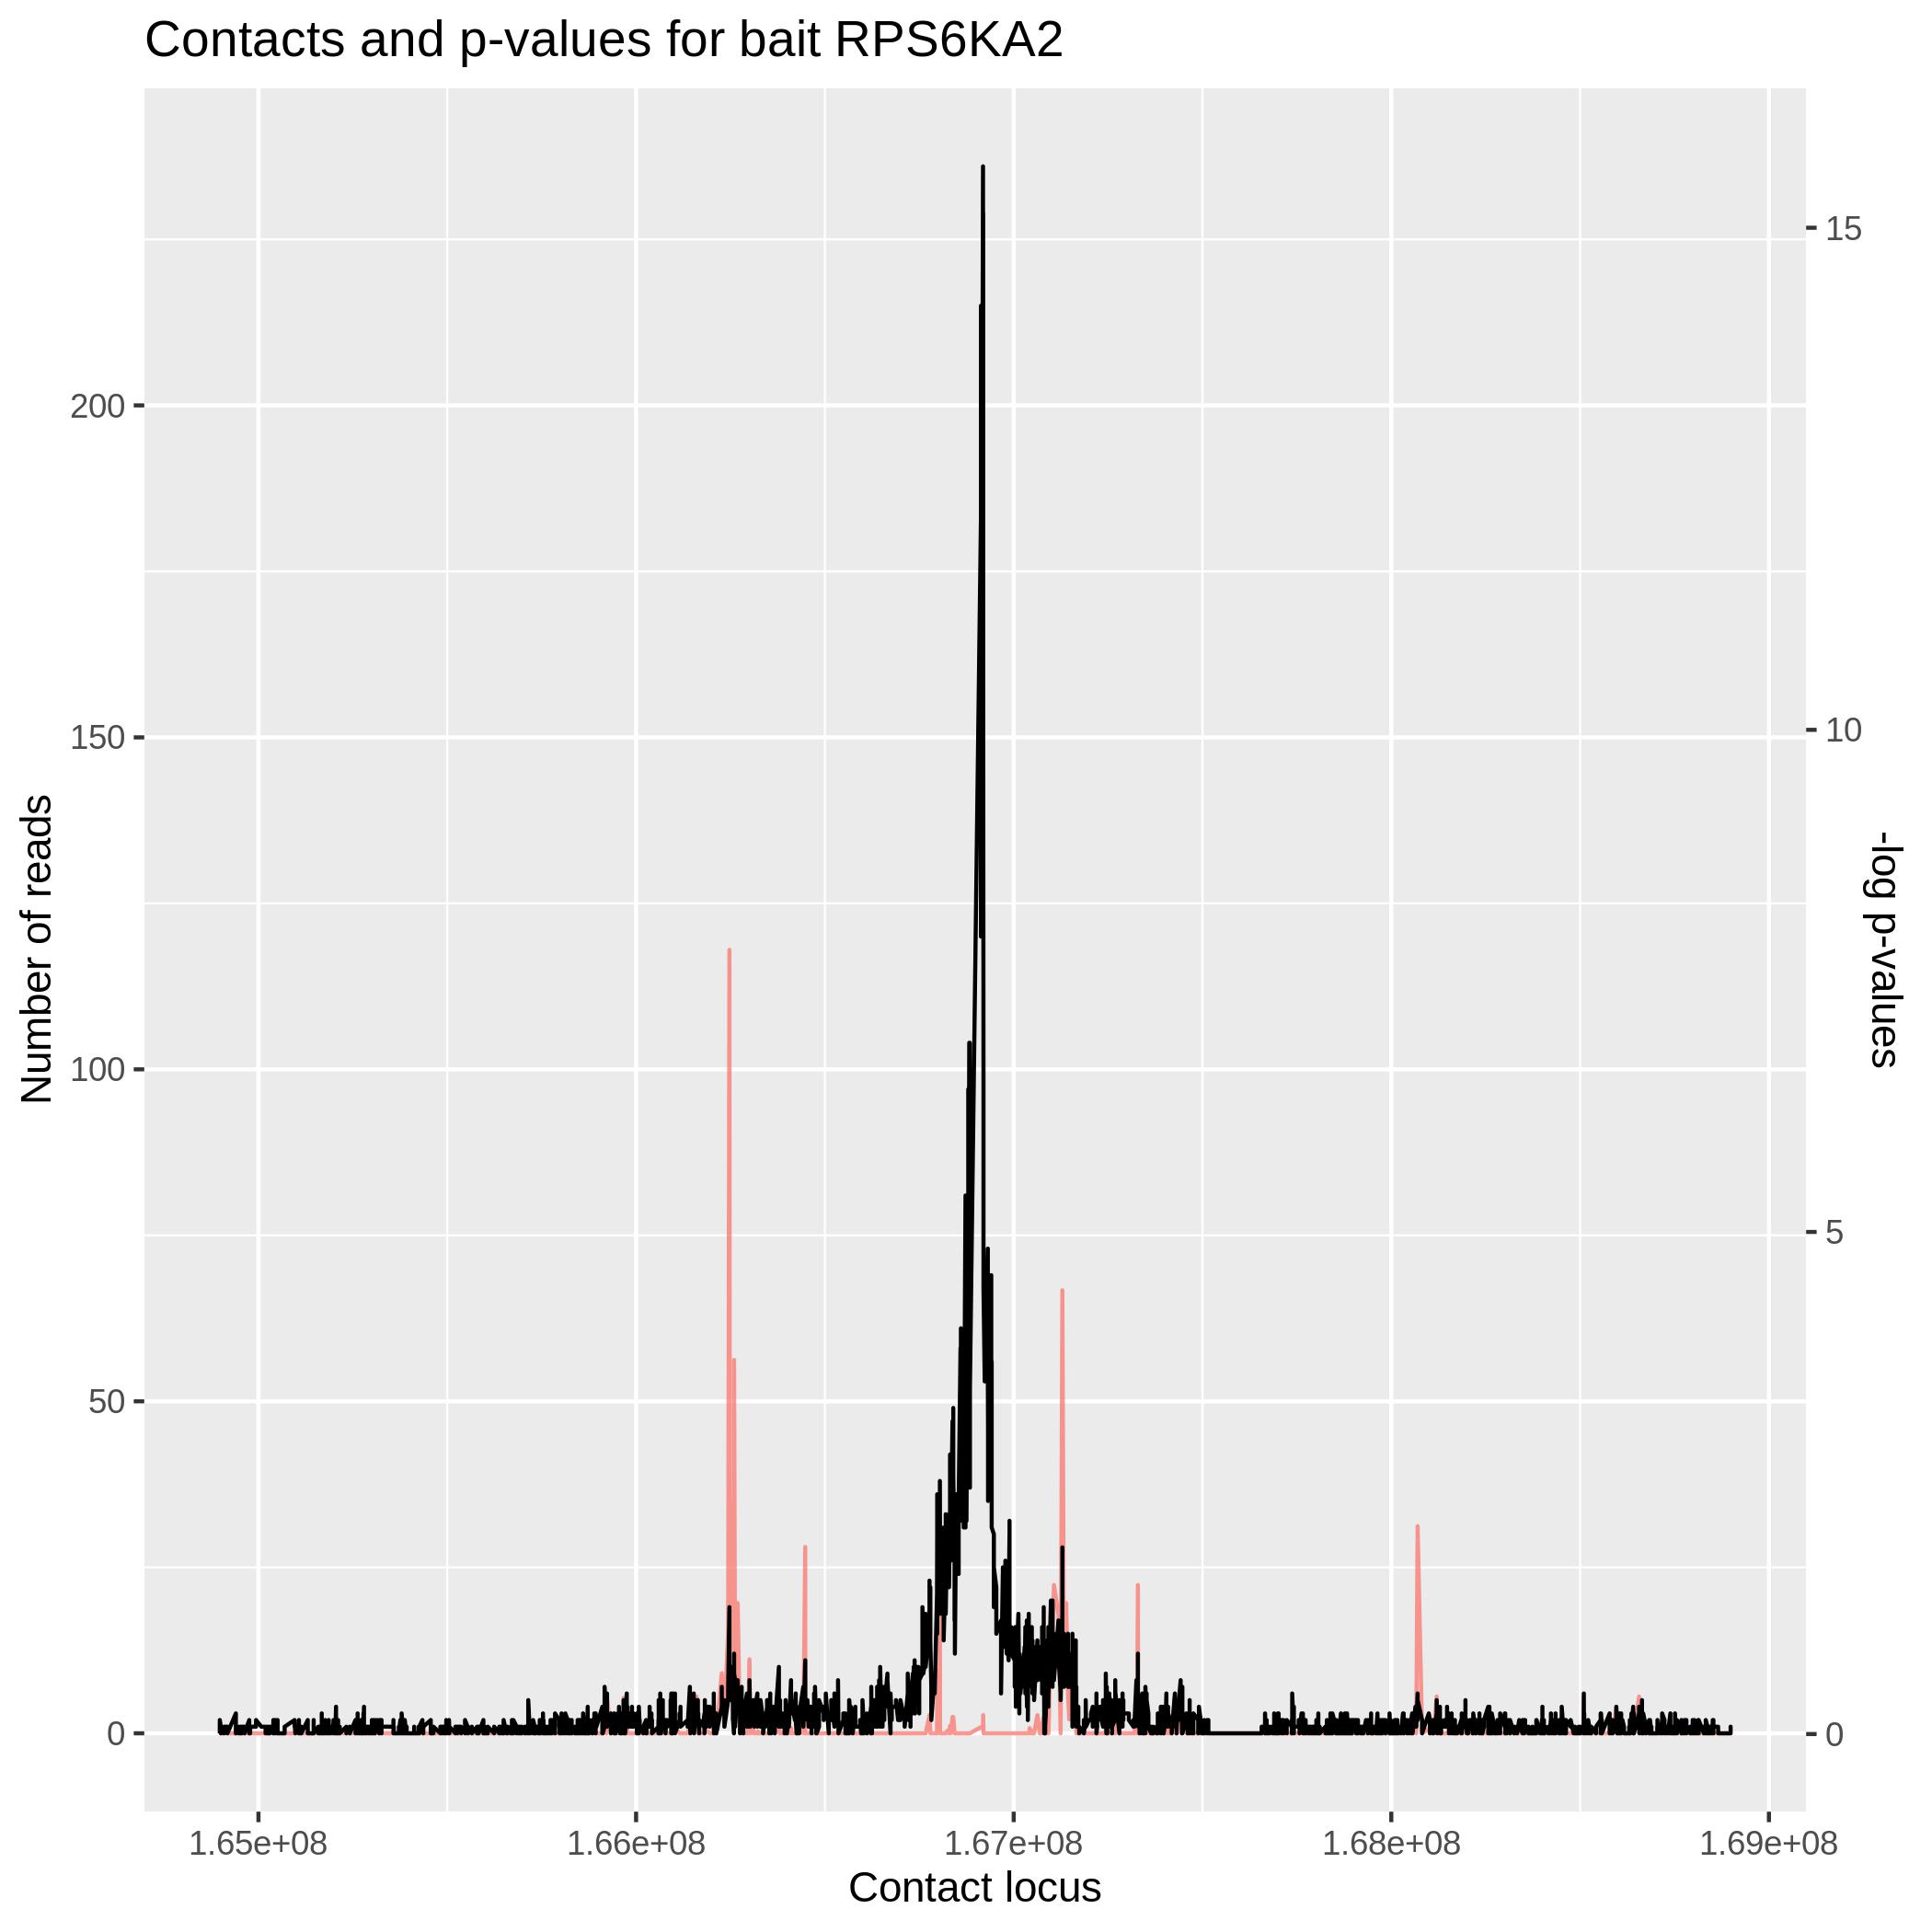 Contacts and p-values for bait RPS6KA2
Number of reads
200
150
100
50
0
15
10
5
0
-log p-values
1.65e+08 1.66e+08 1.67e+08 1.68e+08 1.69e+08
Contact locus